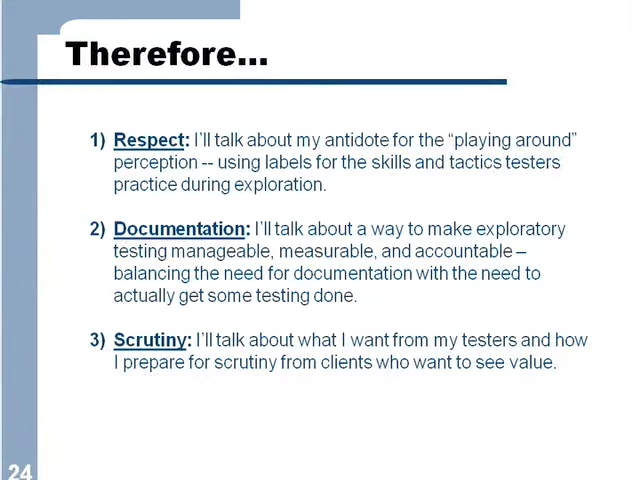 Therefore...
1) Respect: I'll talk about my antidote for the "playing around"
perception -- using labels for the skills and tactics testers
practice during exploration.
2) Documentation: I'll talk about a way to make exploratory
testing manageable, measurable, and accountable –
balancing the need for documentation with the need to
actually get some testing done.
3) Scrutiny: I'll talk about what I want from my testers and how
I prepare for scrutiny from clients who want to see value.
24